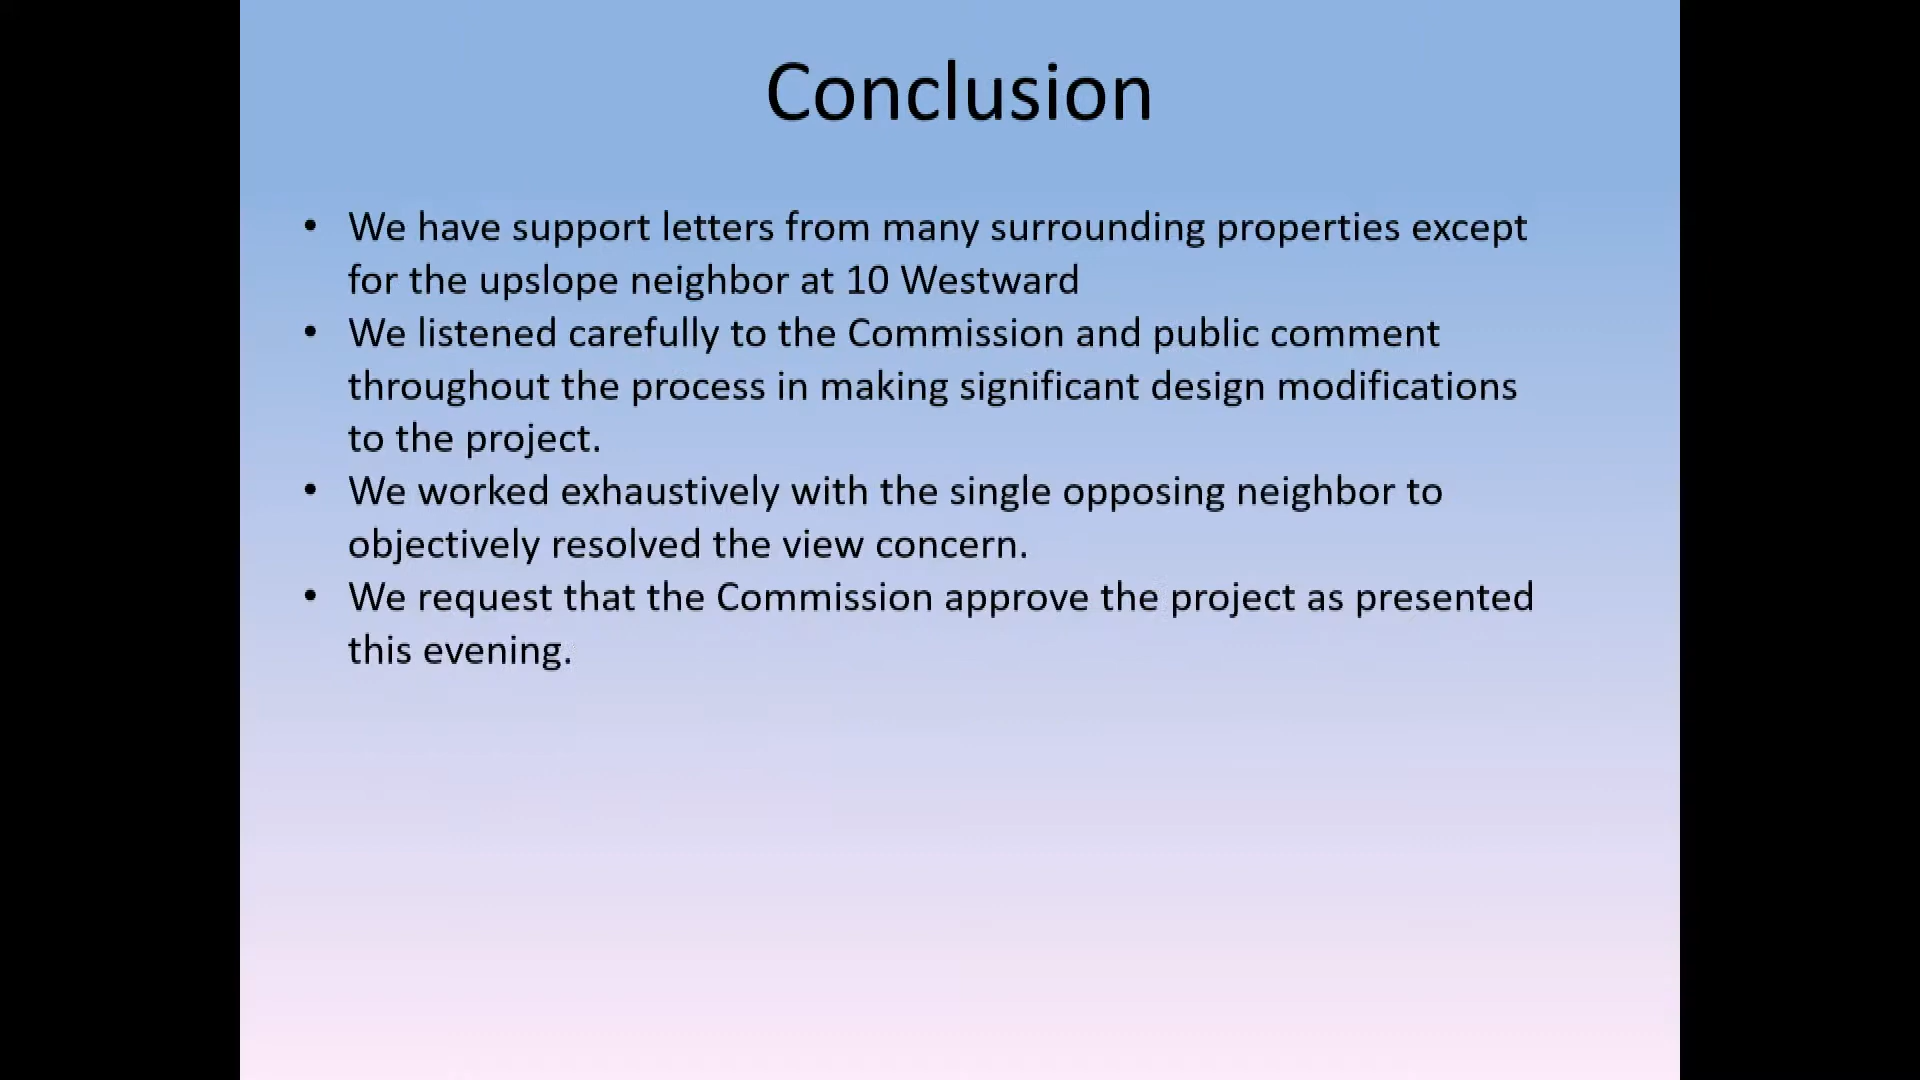 Conclusion
• We have support letters from many surrounding properties except
for the upslope neighbor at 10 Westward
• We listened carefully to the Commission and public comment
throughout the process in making significant design modifications
to the project.
• We worked exhaustively with the single opposing neighbor to
objectively resolved the view concern.
• We request that the Commission approve the project as presented
this evening.